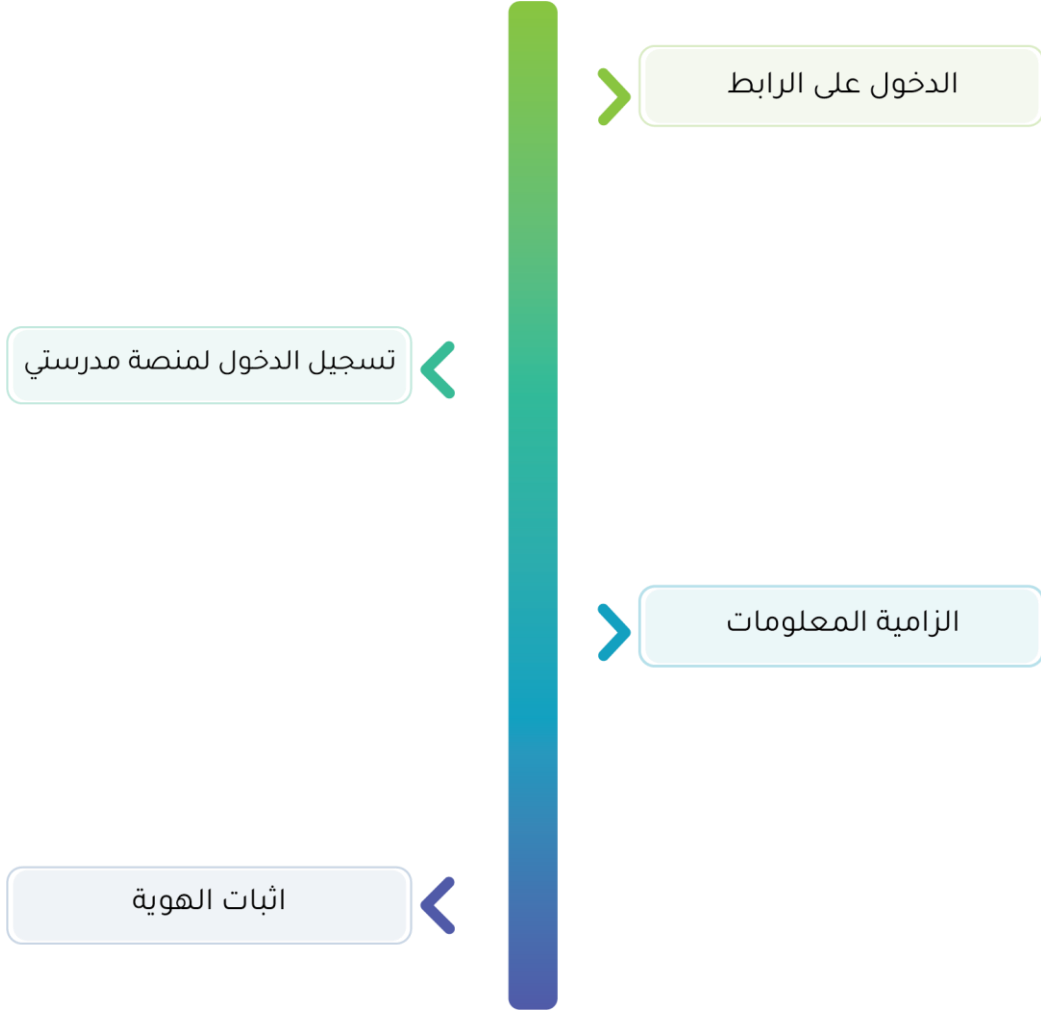 الدخول على الرابط
تسجيل الدخول لمنصة مدرستي
الزامية المعلومات
اثبات الهوية